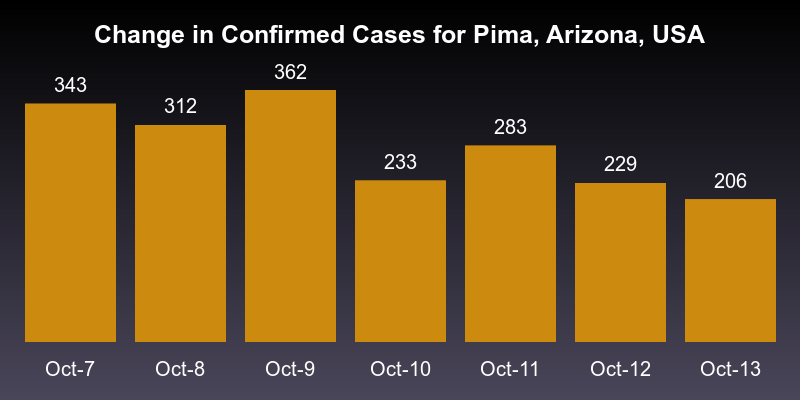 Change in Confirmed Cases for Pima, Arizona, USA
343 312 362 233 283 229 206
Oct-7 Oct-8 Oct-9 Oct-10 Oct-11 Oct-12 Oct-13